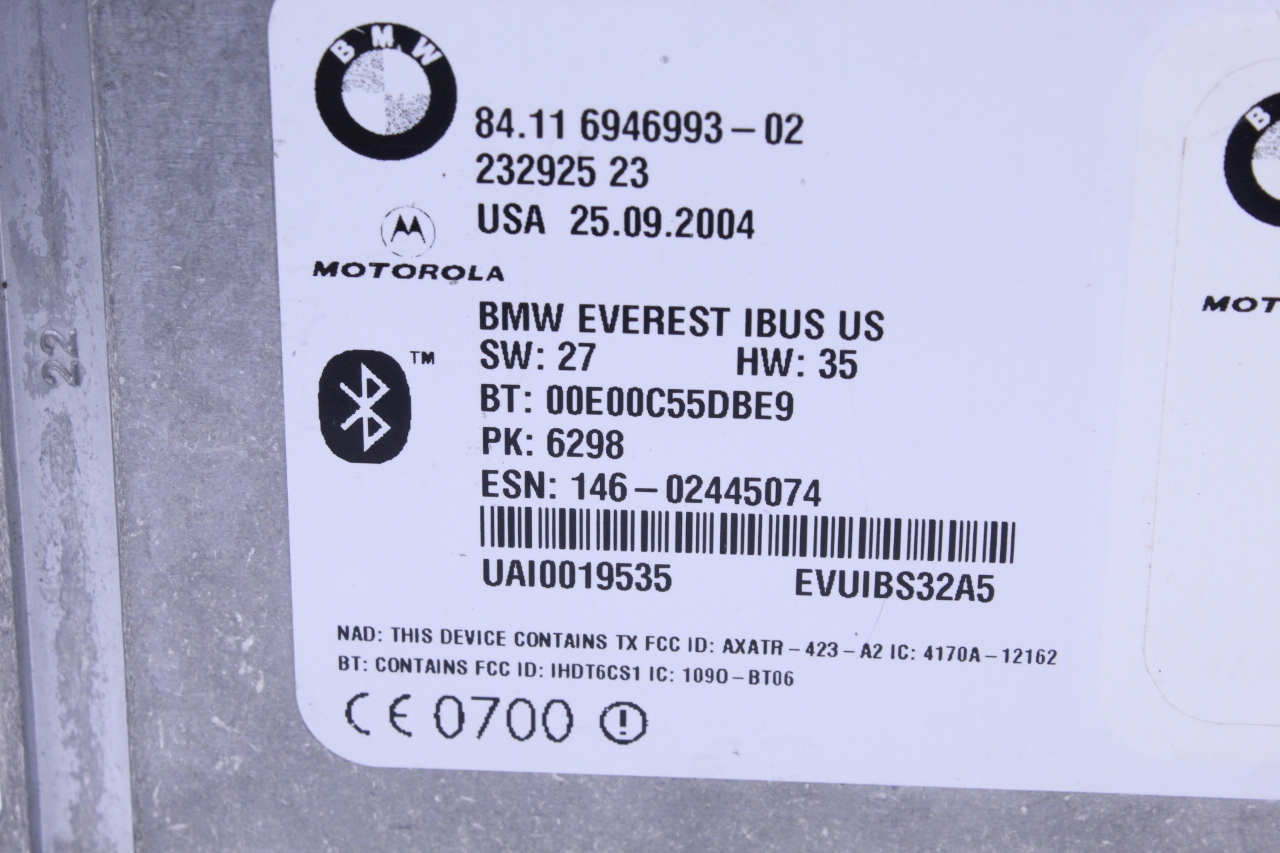 BMW
84.11 6946993-02
232925 23
USA 25.09.2004
MOTOROLA
BMW EVEREST IBUS US
SW: 27 HW: 35
TM
BT: 00E00C55DBE9
PK: 6298
ESN: 146-02445074
UAI0019535 EVUIBS32A5
NAD: THIS DEVICE CONTAINS TX FCC ID: AXATR-423-A2 IC: 4170A-12162
BT: CONTAINS FCC ID: IHDT6CS1 IC: 109O-BT06
CE 0700
22
B
MOT